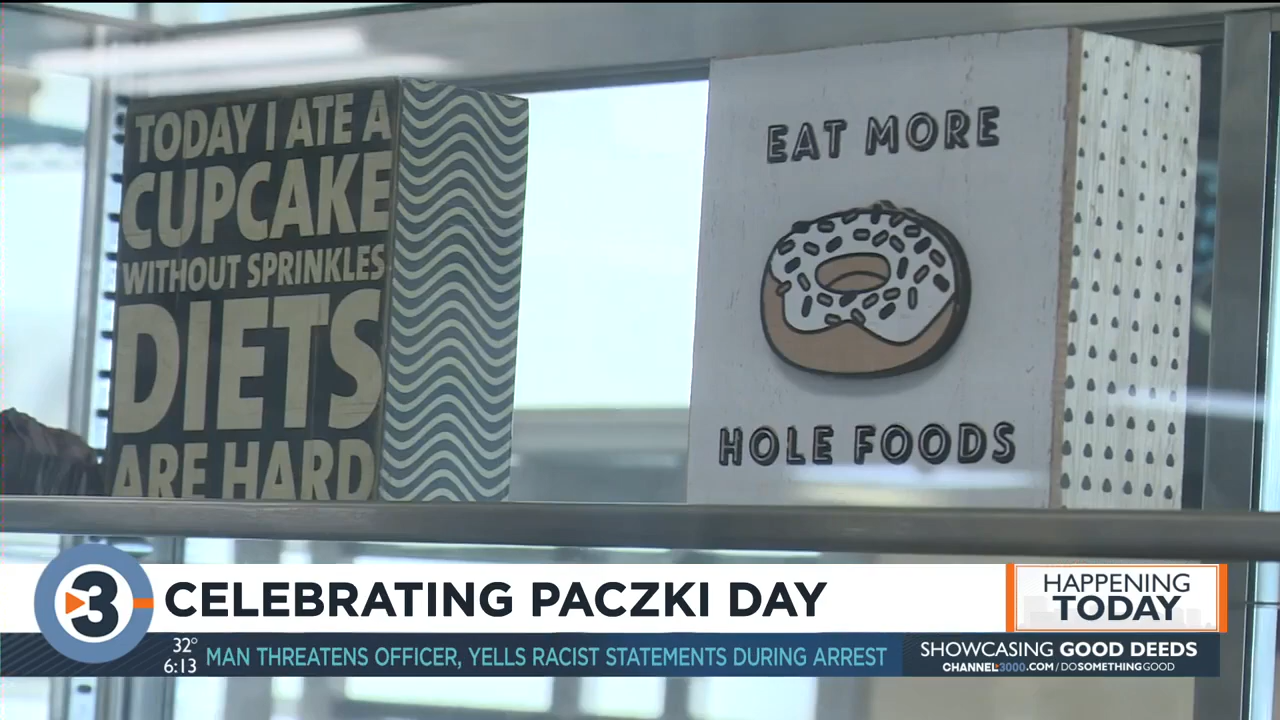 TODAY I ATE A
CUPCAKE
WITHOUT SPRINKLES
DIETS
ARE HARD
EAT MORE
HOLE FOODS
3
CELEBRATING PACZKI DAY
HAPPENING
TODAY
32°
6:13
MAN THREATENS OFFICER, YELLS RACIST STATEMENTS DURING ARREST
SHOWCASING GOOD DEEDS
CHANNEL3000.COM/DOSOMETHINGGOOD